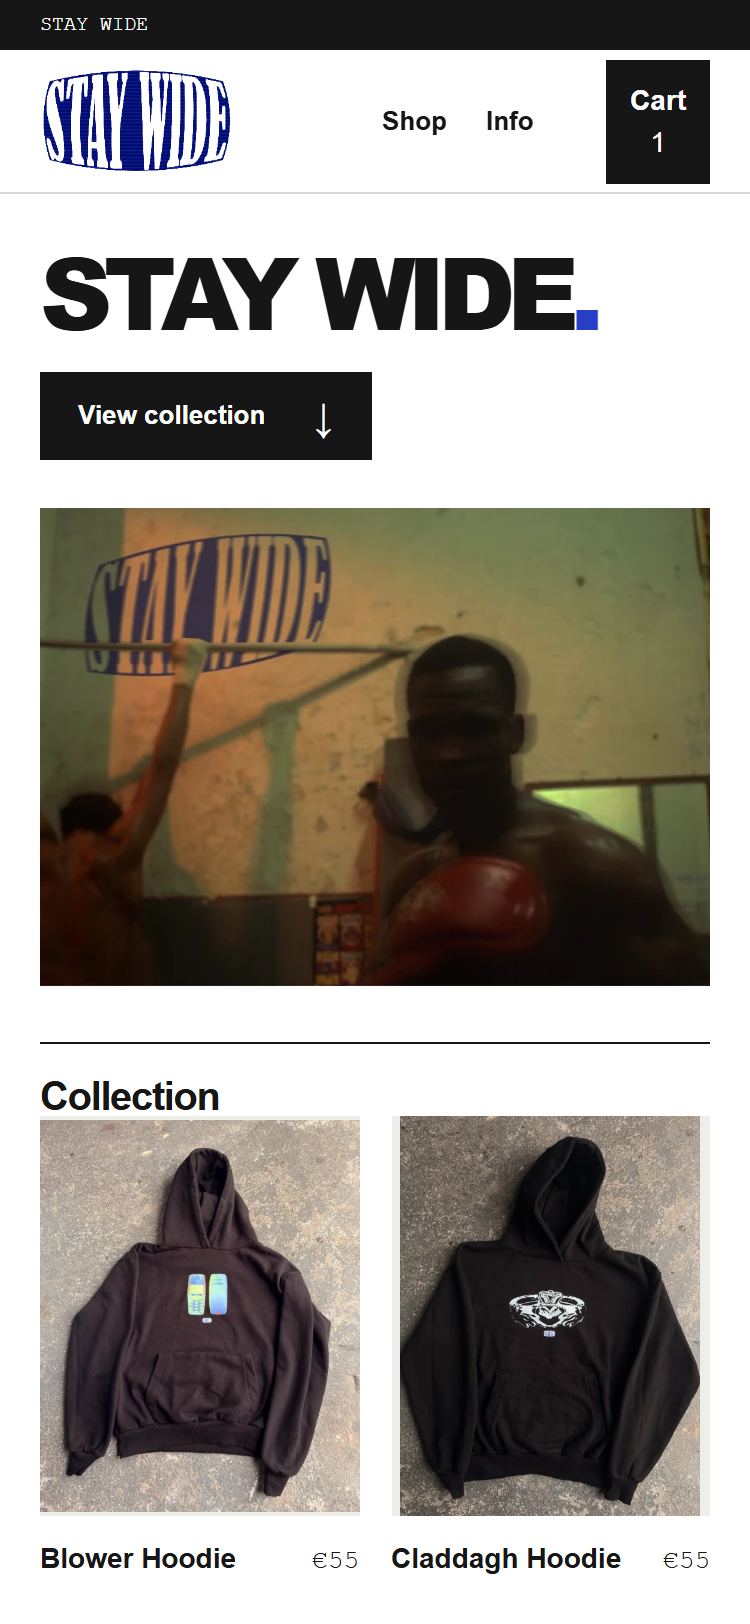 STAY WIDE
STAY WIDE
Shop
Info
Cart
1
STAY WIDE.
View collection ↓
STAY WIDE
Collection
Blower Hoodie
€55
Claddagh Hoodie
€55